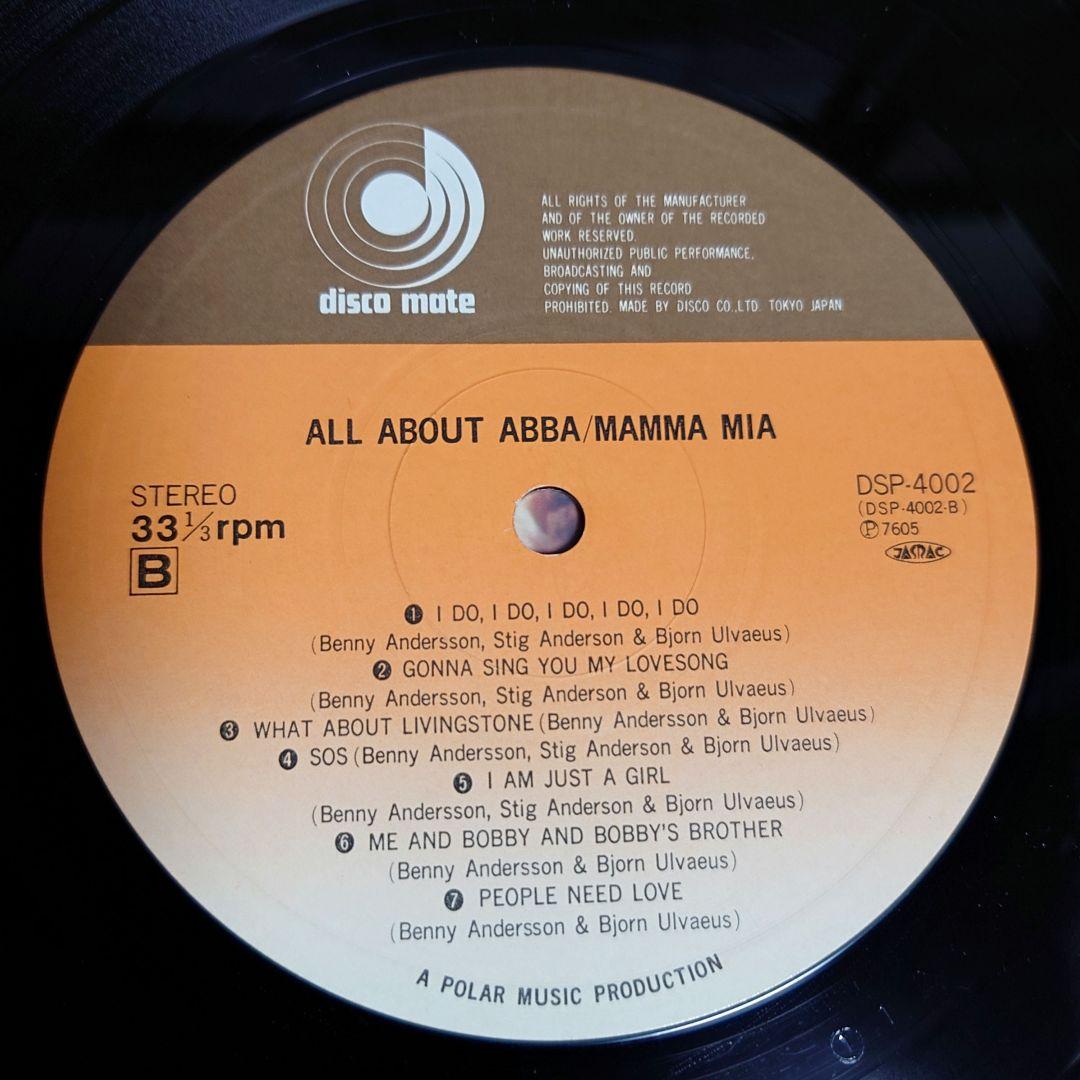 disco mate
ALL RIGHTS OF THE MANUFACTURER
AND OF THE OWNER OF THE RECORDED
WORK RESERVED.
UNAUTHORIZED PUBLIC PERFORMANCE,
BROADCASTING AND
COPYING OF THIS RECORD
PROHIBITED. MADE BY DISCO CO.,LTD. TOKYO JAPAN
ALL ABOUT ABBA/MAMMA MIA
STEREO
33 1/3 rpm
B
DSP-4002
(DSP-4002-B)
Ⓟ7605
JASRAC
❶ I DO, I DO, I DO, I DO, I DO
(Benny Andersson, Stig Anderson & Bjorn Ulvaeus)
❷ GONNA SING YOU MY LOVESONG
(Benny Andersson, Stig Anderson & Bjorn Ulvaeus)
❸ WHAT ABOUT LIVINGSTONE (Benny Andersson & Bjorn Ulvaeus)
❹ SOS (Benny Andersson, Stig Anderson & Bjorn Ulvaeus)
❺ I AM JUST A GIRL
(Benny Andersson, Stig Anderson & Bjorn Ulvaeus)
❻ ME AND BOBBY AND BOBBY'S BROTHER
(Benny Andersson & Bjorn Ulvaeus)
❼ PEOPLE NEED LOVE
(Benny Andersson & Bjorn Ulvaeus)
A POLAR MUSIC PRODUCTION